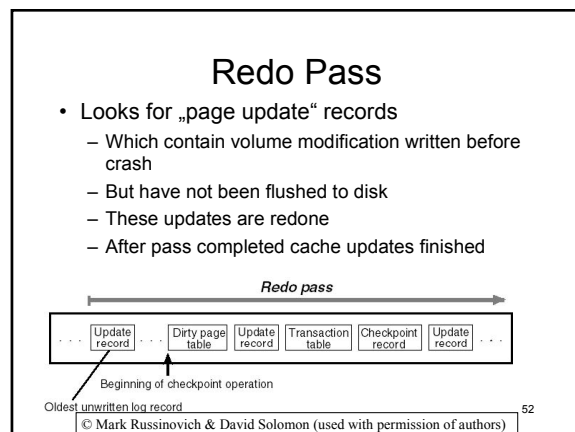 Redo Pass
• Looks for „page update“ records
– Which contain volume modification written before
crash
– But have not been flushed to disk
– These updates are redone
– After pass completed cache updates finished
Redo pass
. . . Update record . . . Dirty page table Update record Transaction table Checkpoint record Update record . . .
Beginning of checkpoint operation
Oldest unwritten log record
52
© Mark Russinovich & David Solomon (used with permission of authors)